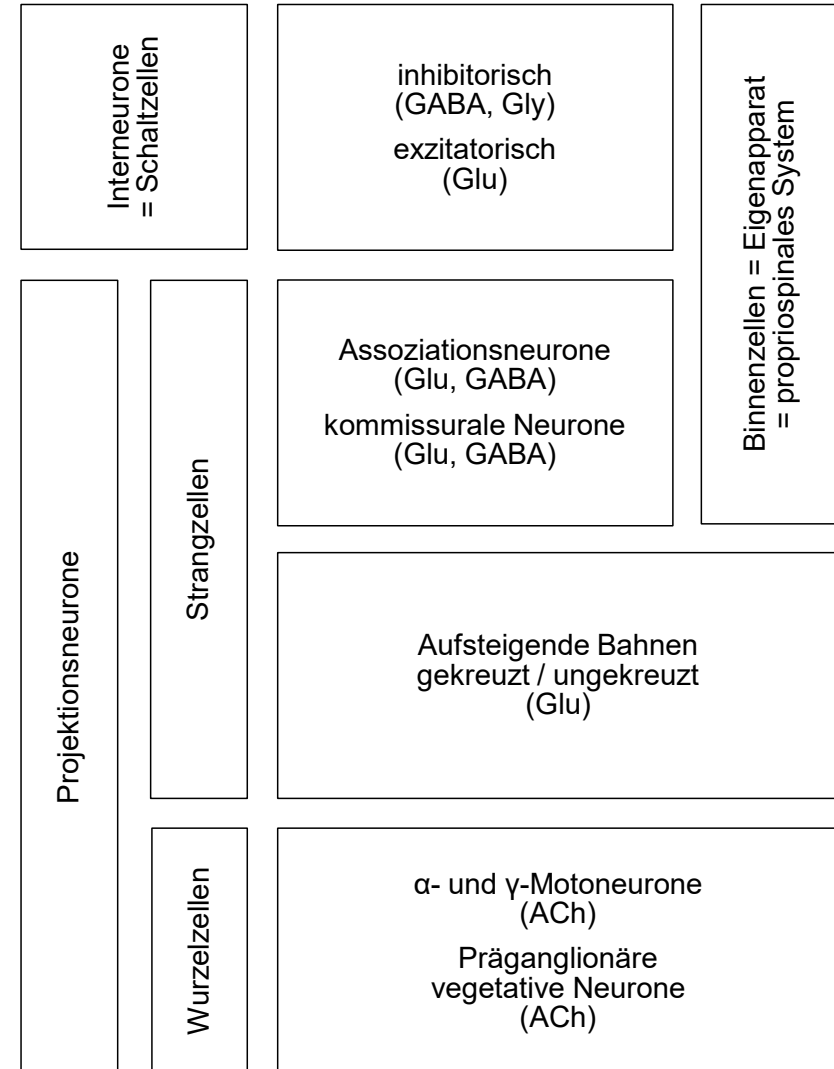 Interneurone
= Schaltzellen
inhibitorisch
(GABA, Gly)
exzitatorisch
(Glu)
Binnenzellen = Eigenapparat
= propriospinales System
Projektionsneurone
Strangzellen
Assoziationsneurone
(Glu, GABA)
kommissurale Neurone
(Glu, GABA)
Aufsteigende Bahnen
gekreuzt / ungekreuzt
(Glu)
Wurzelzellen
α- und γ-Motoneurone
(ACh)
Präganglionäre
vegetative Neurone
(ACh)